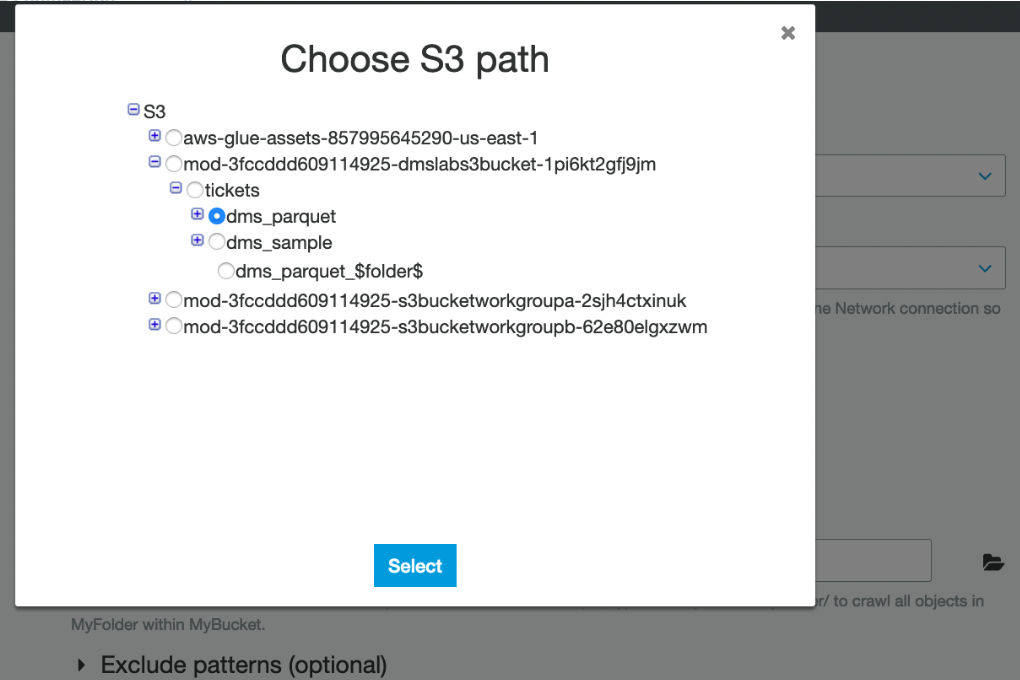 Choose S3 path
S3
aws-glue-assets-857995645290-us-east-1
mod-3fccddd609114925-dmslabs3bucket-1pi6kt2gfj9jm
tickets
dms_parquet
dms_sample
dms_parquet_$folder$
mod-3fccddd609114925-s3bucketworkgroupa-2sjh4ctxinuk
ne Network connection so
mod-3fccddd609114925-s3bucketworkgroupb-62e80elgxzwm
Select
er/ to crawl all objects in
MyFolder within MyBucket.
Exclude patterns (optional)